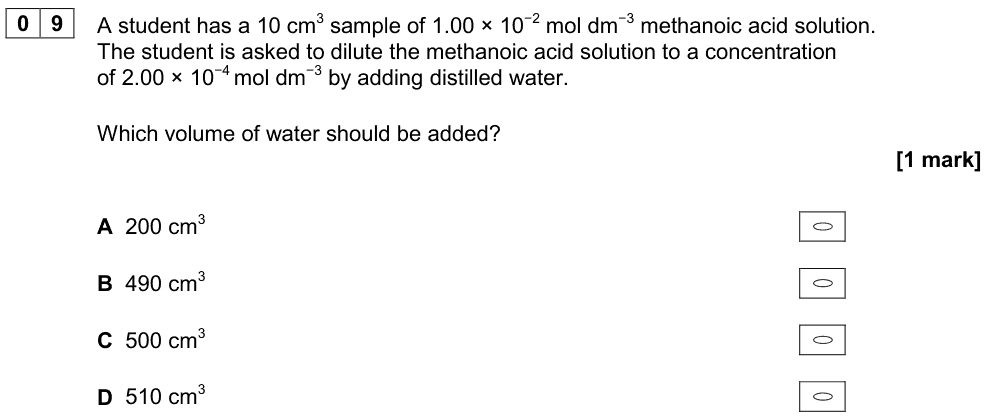 0 9 A student has a 10 cm³ sample of 1.00 × 10⁻² mol dm⁻³ methanoic acid solution.
The student is asked to dilute the methanoic acid solution to a concentration
of 2.00 × 10⁻⁴ mol dm⁻³ by adding distilled water.
Which volume of water should be added?
[1 mark]
A 200 cm³
B 490 cm³
C 500 cm³
D 510 cm³